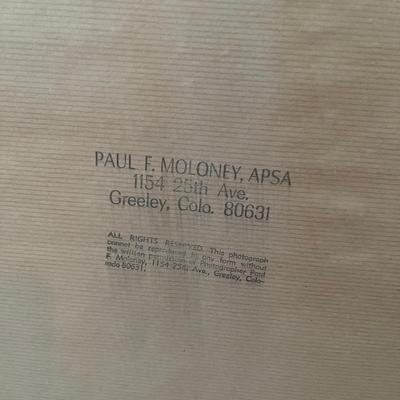 PAUL F. MOLONEY, APSA
1154 25th Ave.
Greeley, Colo. 80631
ALL RIGHTS RESERVED. This photograph
cannot be reproduced in any form without
the written permission of Photographer Paul
F. Moloney, 1154 25th Ave., Greeley, Colo-
rado 80631.